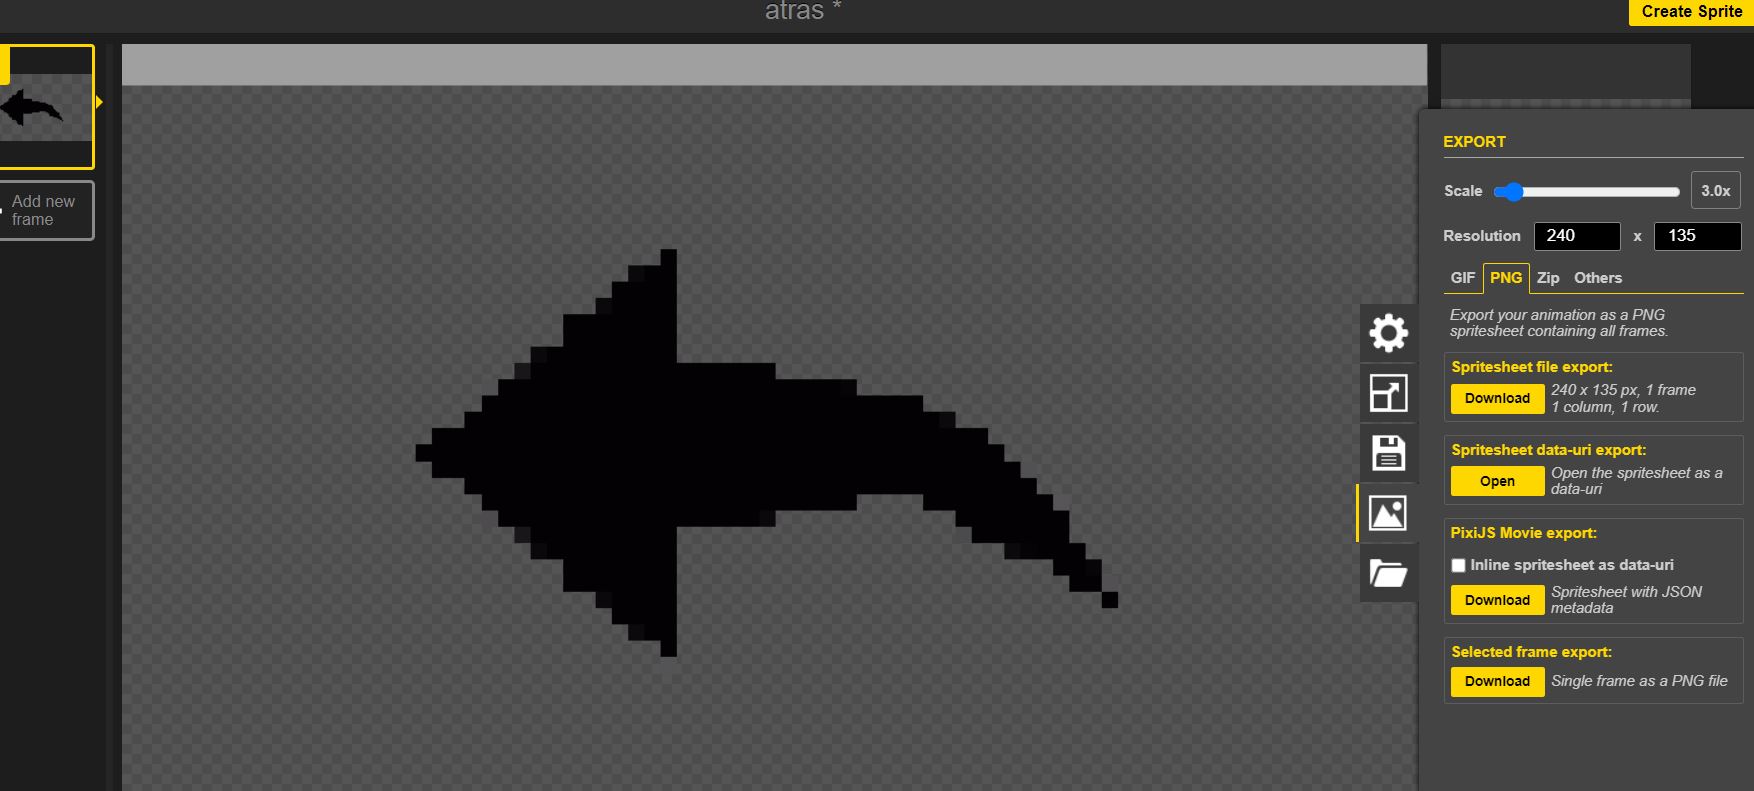 atras *
Create Sprite
Add new
frame
EXPORT
Scale
3.0x
Resolution 240 x 135
GIF PNG Zip Others
Export your animation as a PNG
spritesheet containing all frames.
Spritesheet file export:
Download
240 x 135 px, 1 frame
1 column, 1 row.
Spritesheet data-uri export:
Open
Open the spritesheet as a
data-uri
PixiJS Movie export:
Inline spritesheet as data-uri
Download
Spritesheet with JSON
metadata
Selected frame export:
Download
Single frame as a PNG file